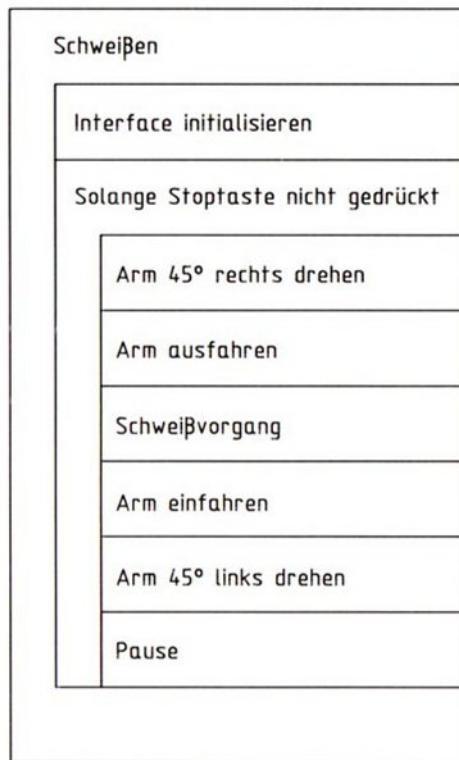 Schweißen
Interface initialisieren
Solange Stoptaste nicht gedrückt
Arm 45° rechts drehen
Arm ausfahren
Schweißvorgang
Arm einfahren
Arm 45° links drehen
Pause